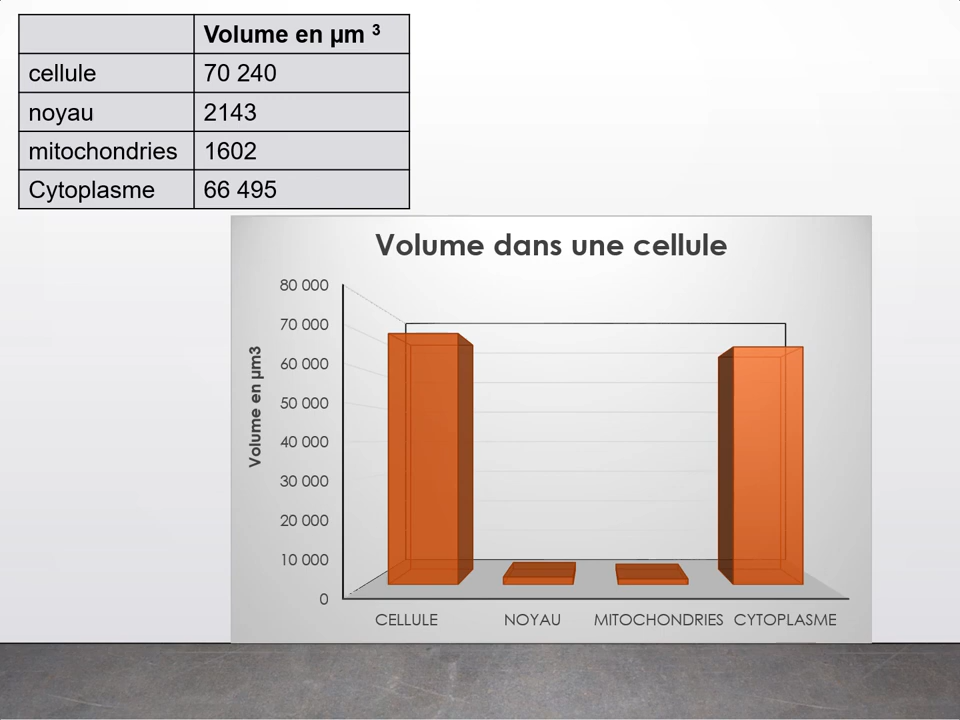 Volume en µm ³
cellule 70 240
noyau 2143
mitochondries 1602
Cytoplasme 66 495
Volume dans une cellule
Volume en µm3
80 000
70 000
60 000
50 000
40 000
30 000
20 000
10 000
0
CELLULE NOYAU MITOCHONDRIES CYTOPLASME